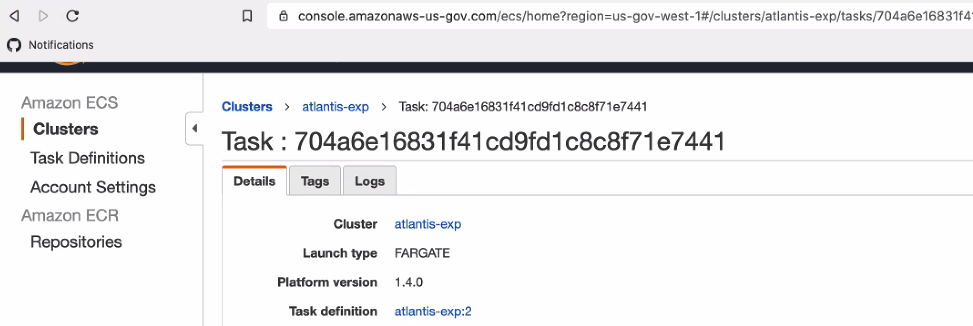 console.amazonaws-us-gov.com/ecs/home?region=us-gov-west-1#/clusters/atlantis-exp/tasks/704a6e16831f41
Notifications
Amazon ECS
Clusters
Task Definitions
Account Settings
Amazon ECR
Repositories
Clusters > atlantis-exp > Task: 704a6e16831f41cd9fd1c8c8f71e7441
Task : 704a6e16831f41cd9fd1c8c8f71e7441
Details Tags Logs
Cluster atlantis-exp
Launch type FARGATE
Platform version 1.4.0
Task definition atlantis-exp:2